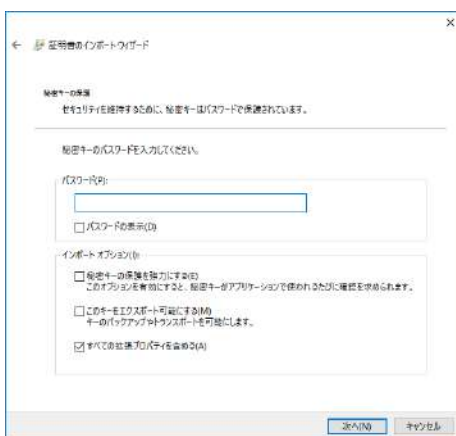 証明書のインポート ウィザード
秘密キーの保護
セキュリティを維持するために、秘密キーはパスワードで保護されています。
秘密キーのパスワードを入力してください。
パスワード(P):
パスワードの表示(D)
インポート オプション(I):
秘密キーの保護を強力にする(E)
このオプションを有効にすると、秘密キーがアプリケーションで使われるたびに確認を求められます。
このキーをエクスポート可能にする(M)
キーのバックアップやトランスポートを可能にします。
すべての拡張プロパティを含める(A)
次へ(N) キャンセル